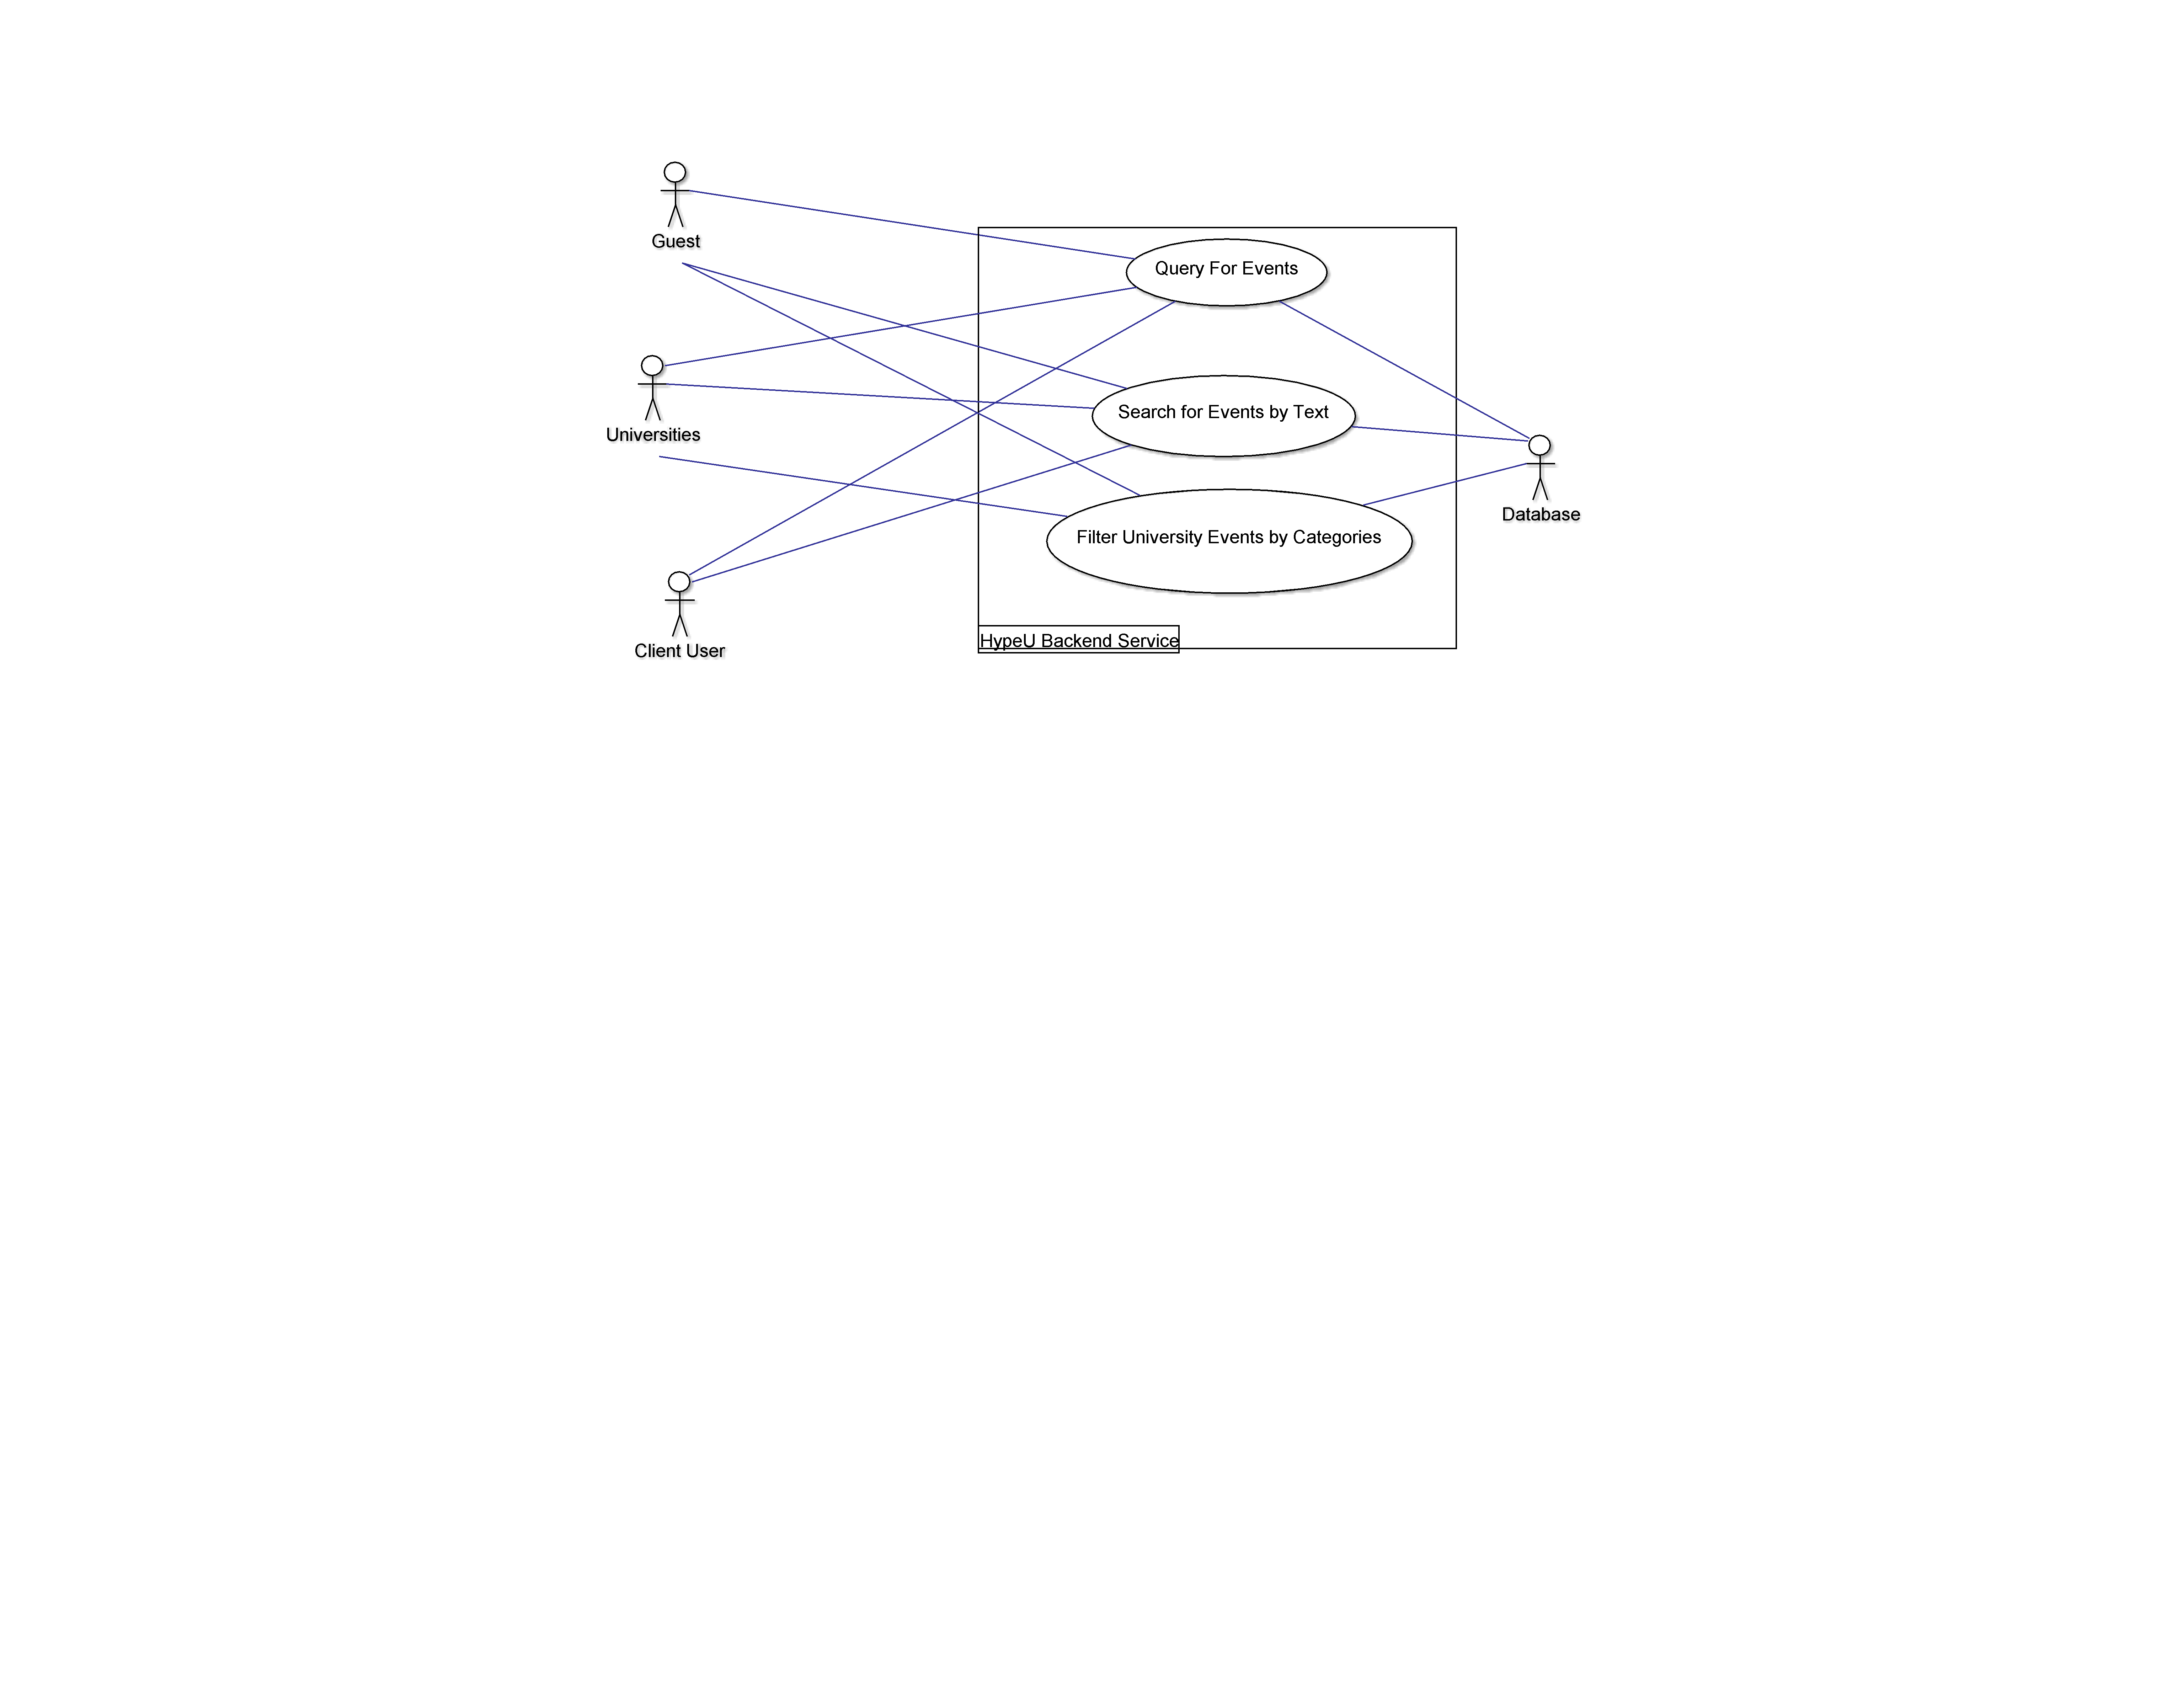 Guest
Query For Events
Universities
Search for Events by Text
Database
Filter University Events by Categories
Client User
HypeU Backend Service